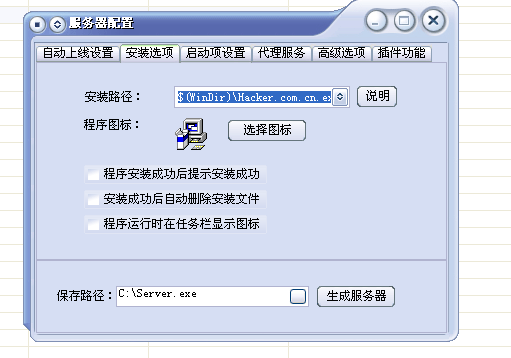 服务器配置
自动上线设置 安装选项 启动项设置 代理服务 高级选项 插件功能
安装路径： $(WinDir)\Hacker.com.cn.ex 说明
程序图标： 选择图标
程序安装成功后提示安装成功
安装成功后自动删除安装文件
程序运行时在任务栏显示图标
保存路径： C:\Server.exe 生成服务器